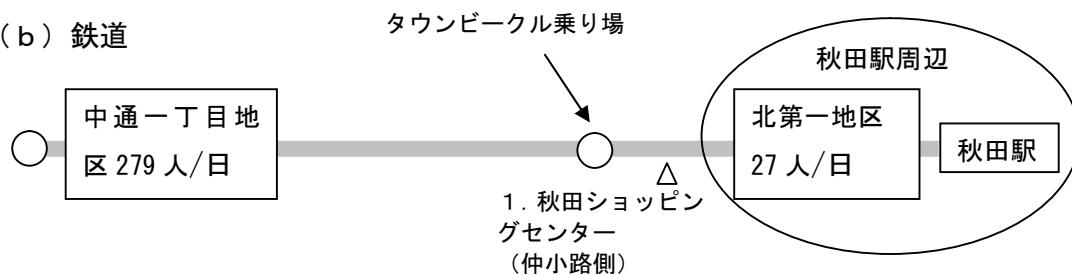 (b) 鉄道
タウンビークル乗り場
秋田駅周辺
中通一丁目地
区 279 人/日
北第一地区
27 人/日
秋田駅
△
1. 秋田ショッピン
グセンター
(仲小路側)